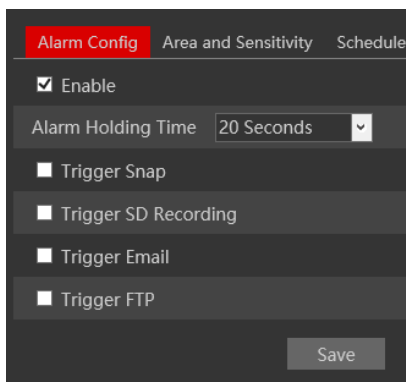 Alarm Config Area and Sensitivity Schedule
Enable
Alarm Holding Time 20 Seconds
Trigger Snap
Trigger SD Recording
Trigger Email
Trigger FTP
Save